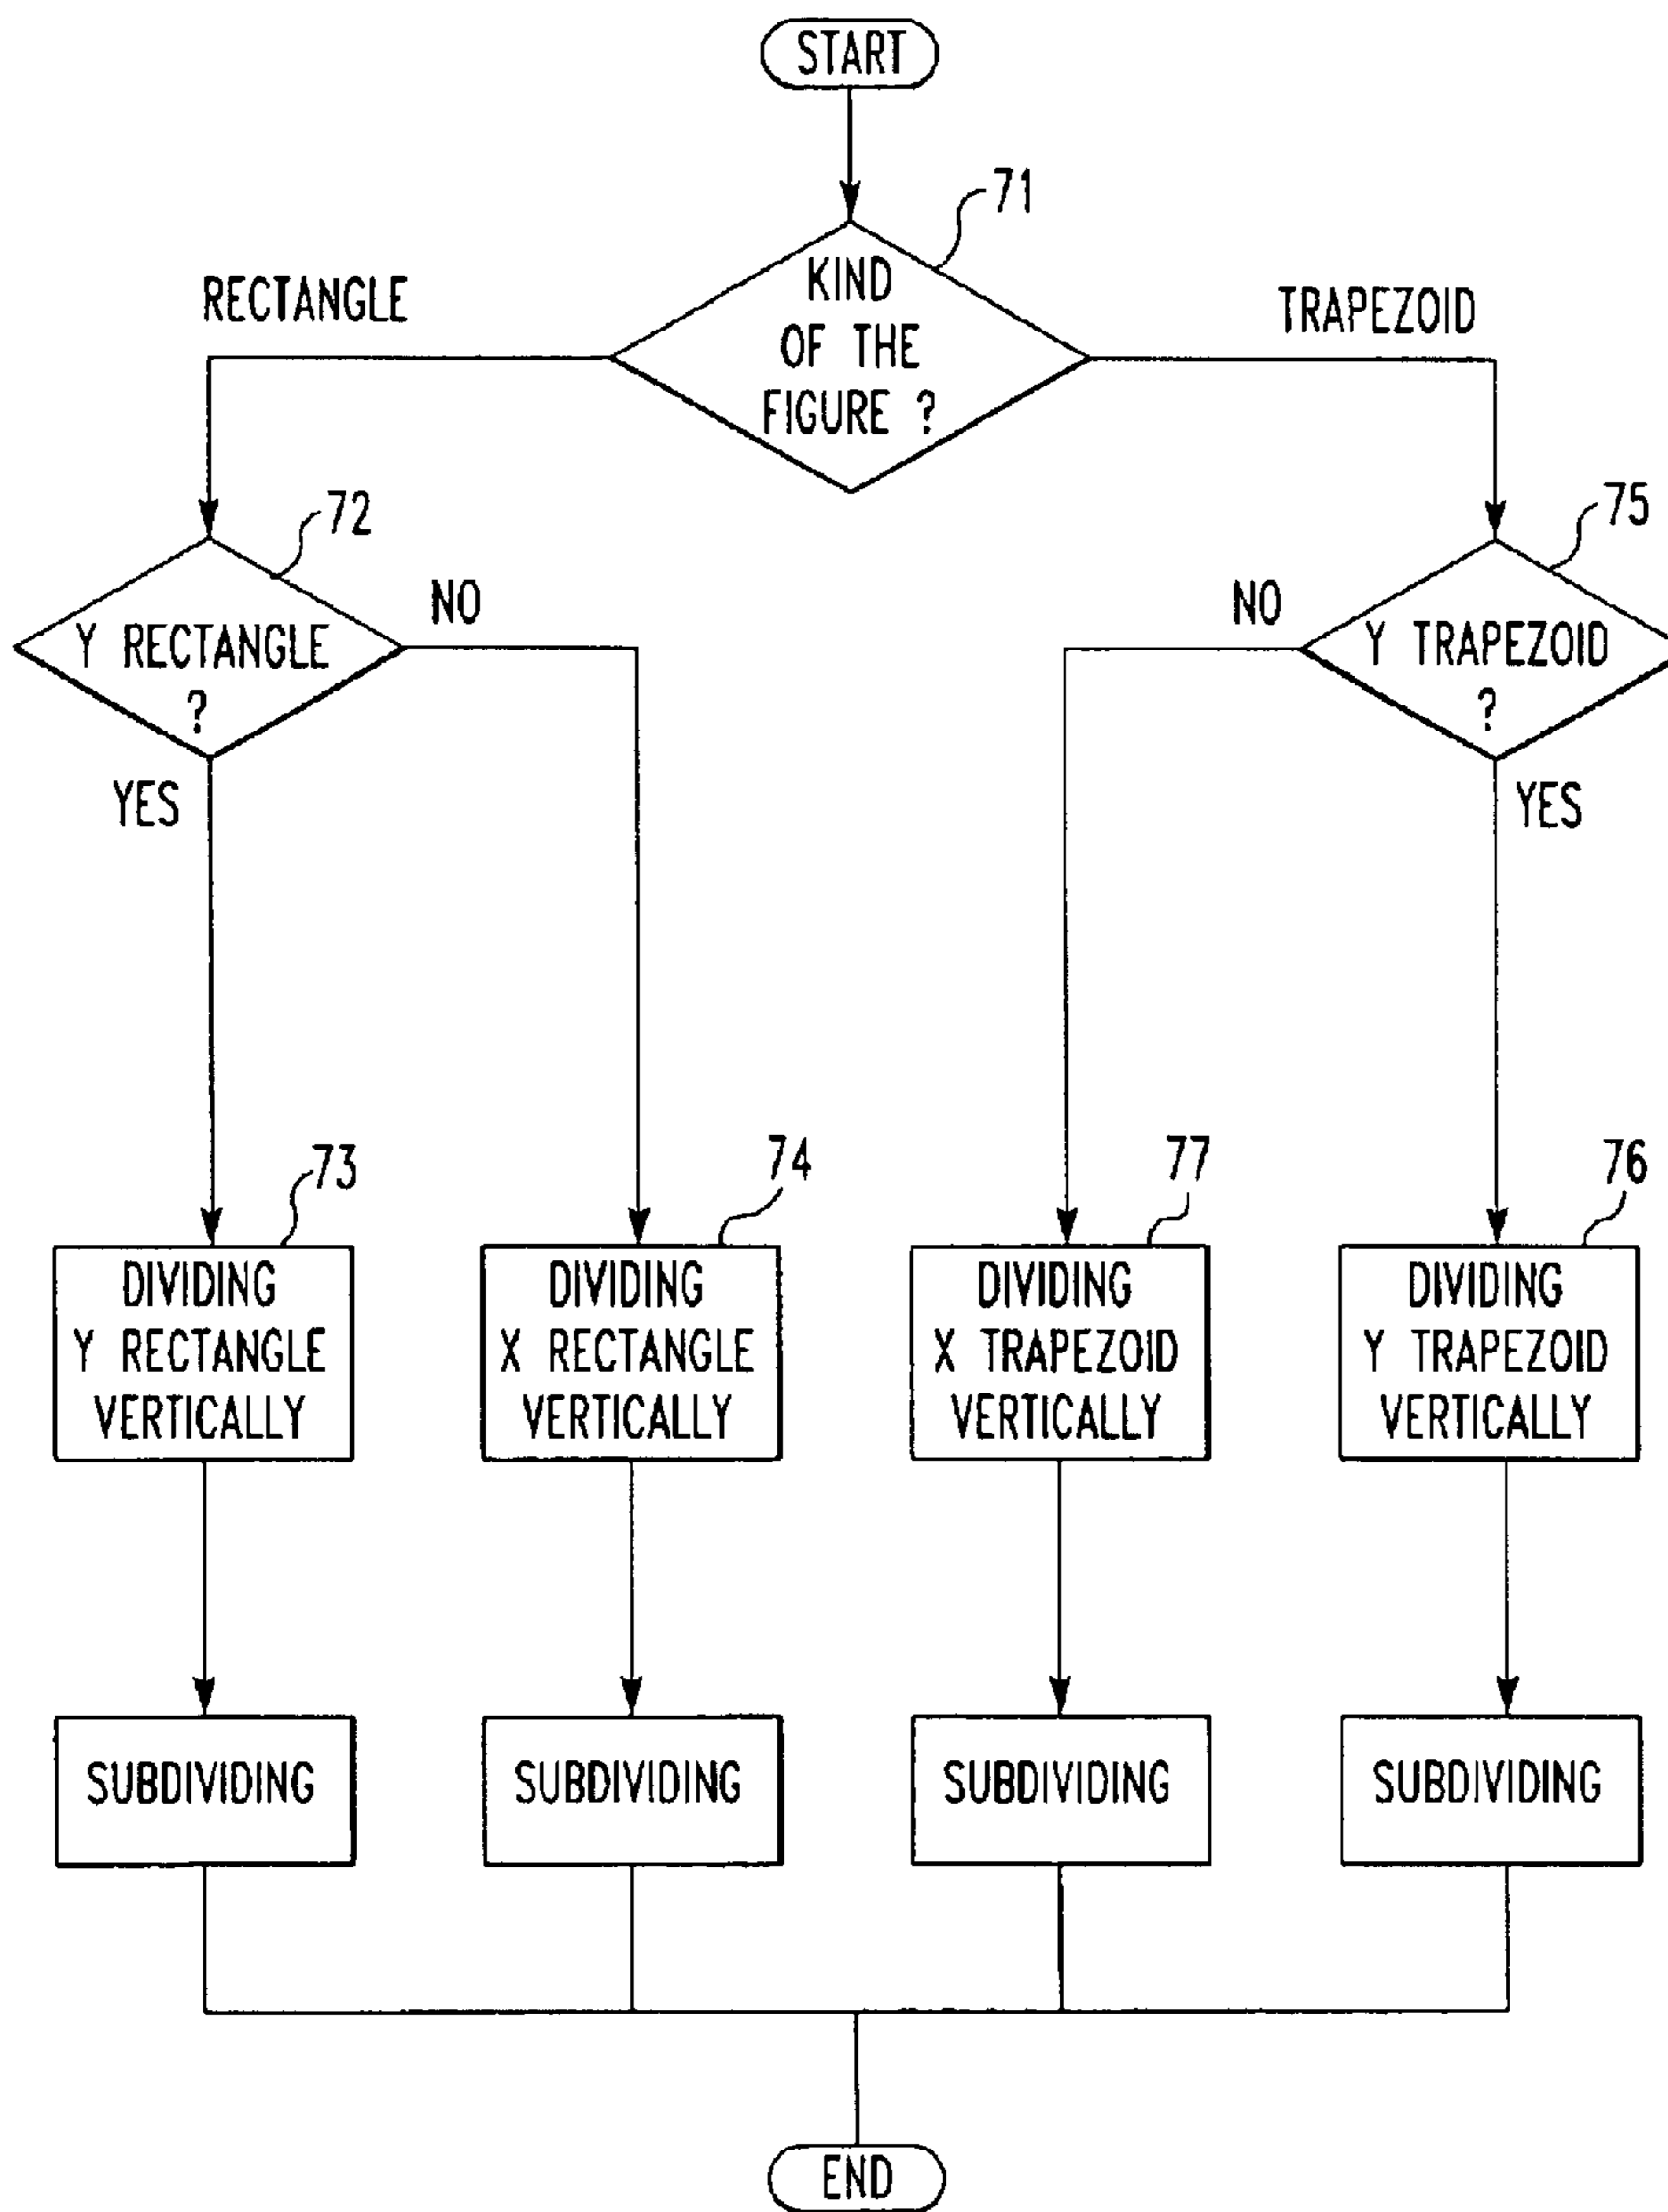 START
71
KIND
OF THE
FIGURE ?
RECTANGLE
TRAPEZOID
72
Y RECTANGLE
?
NO
YES
75
Y TRAPEZOID
?
NO
YES
73
DIVIDING
Y RECTANGLE
VERTICALLY
74
DIVIDING
X RECTANGLE
VERTICALLY
77
DIVIDING
X TRAPEZOID
VERTICALLY
76
DIVIDING
Y TRAPEZOID
VERTICALLY
SUBDIVIDING
SUBDIVIDING
SUBDIVIDING
SUBDIVIDING
END